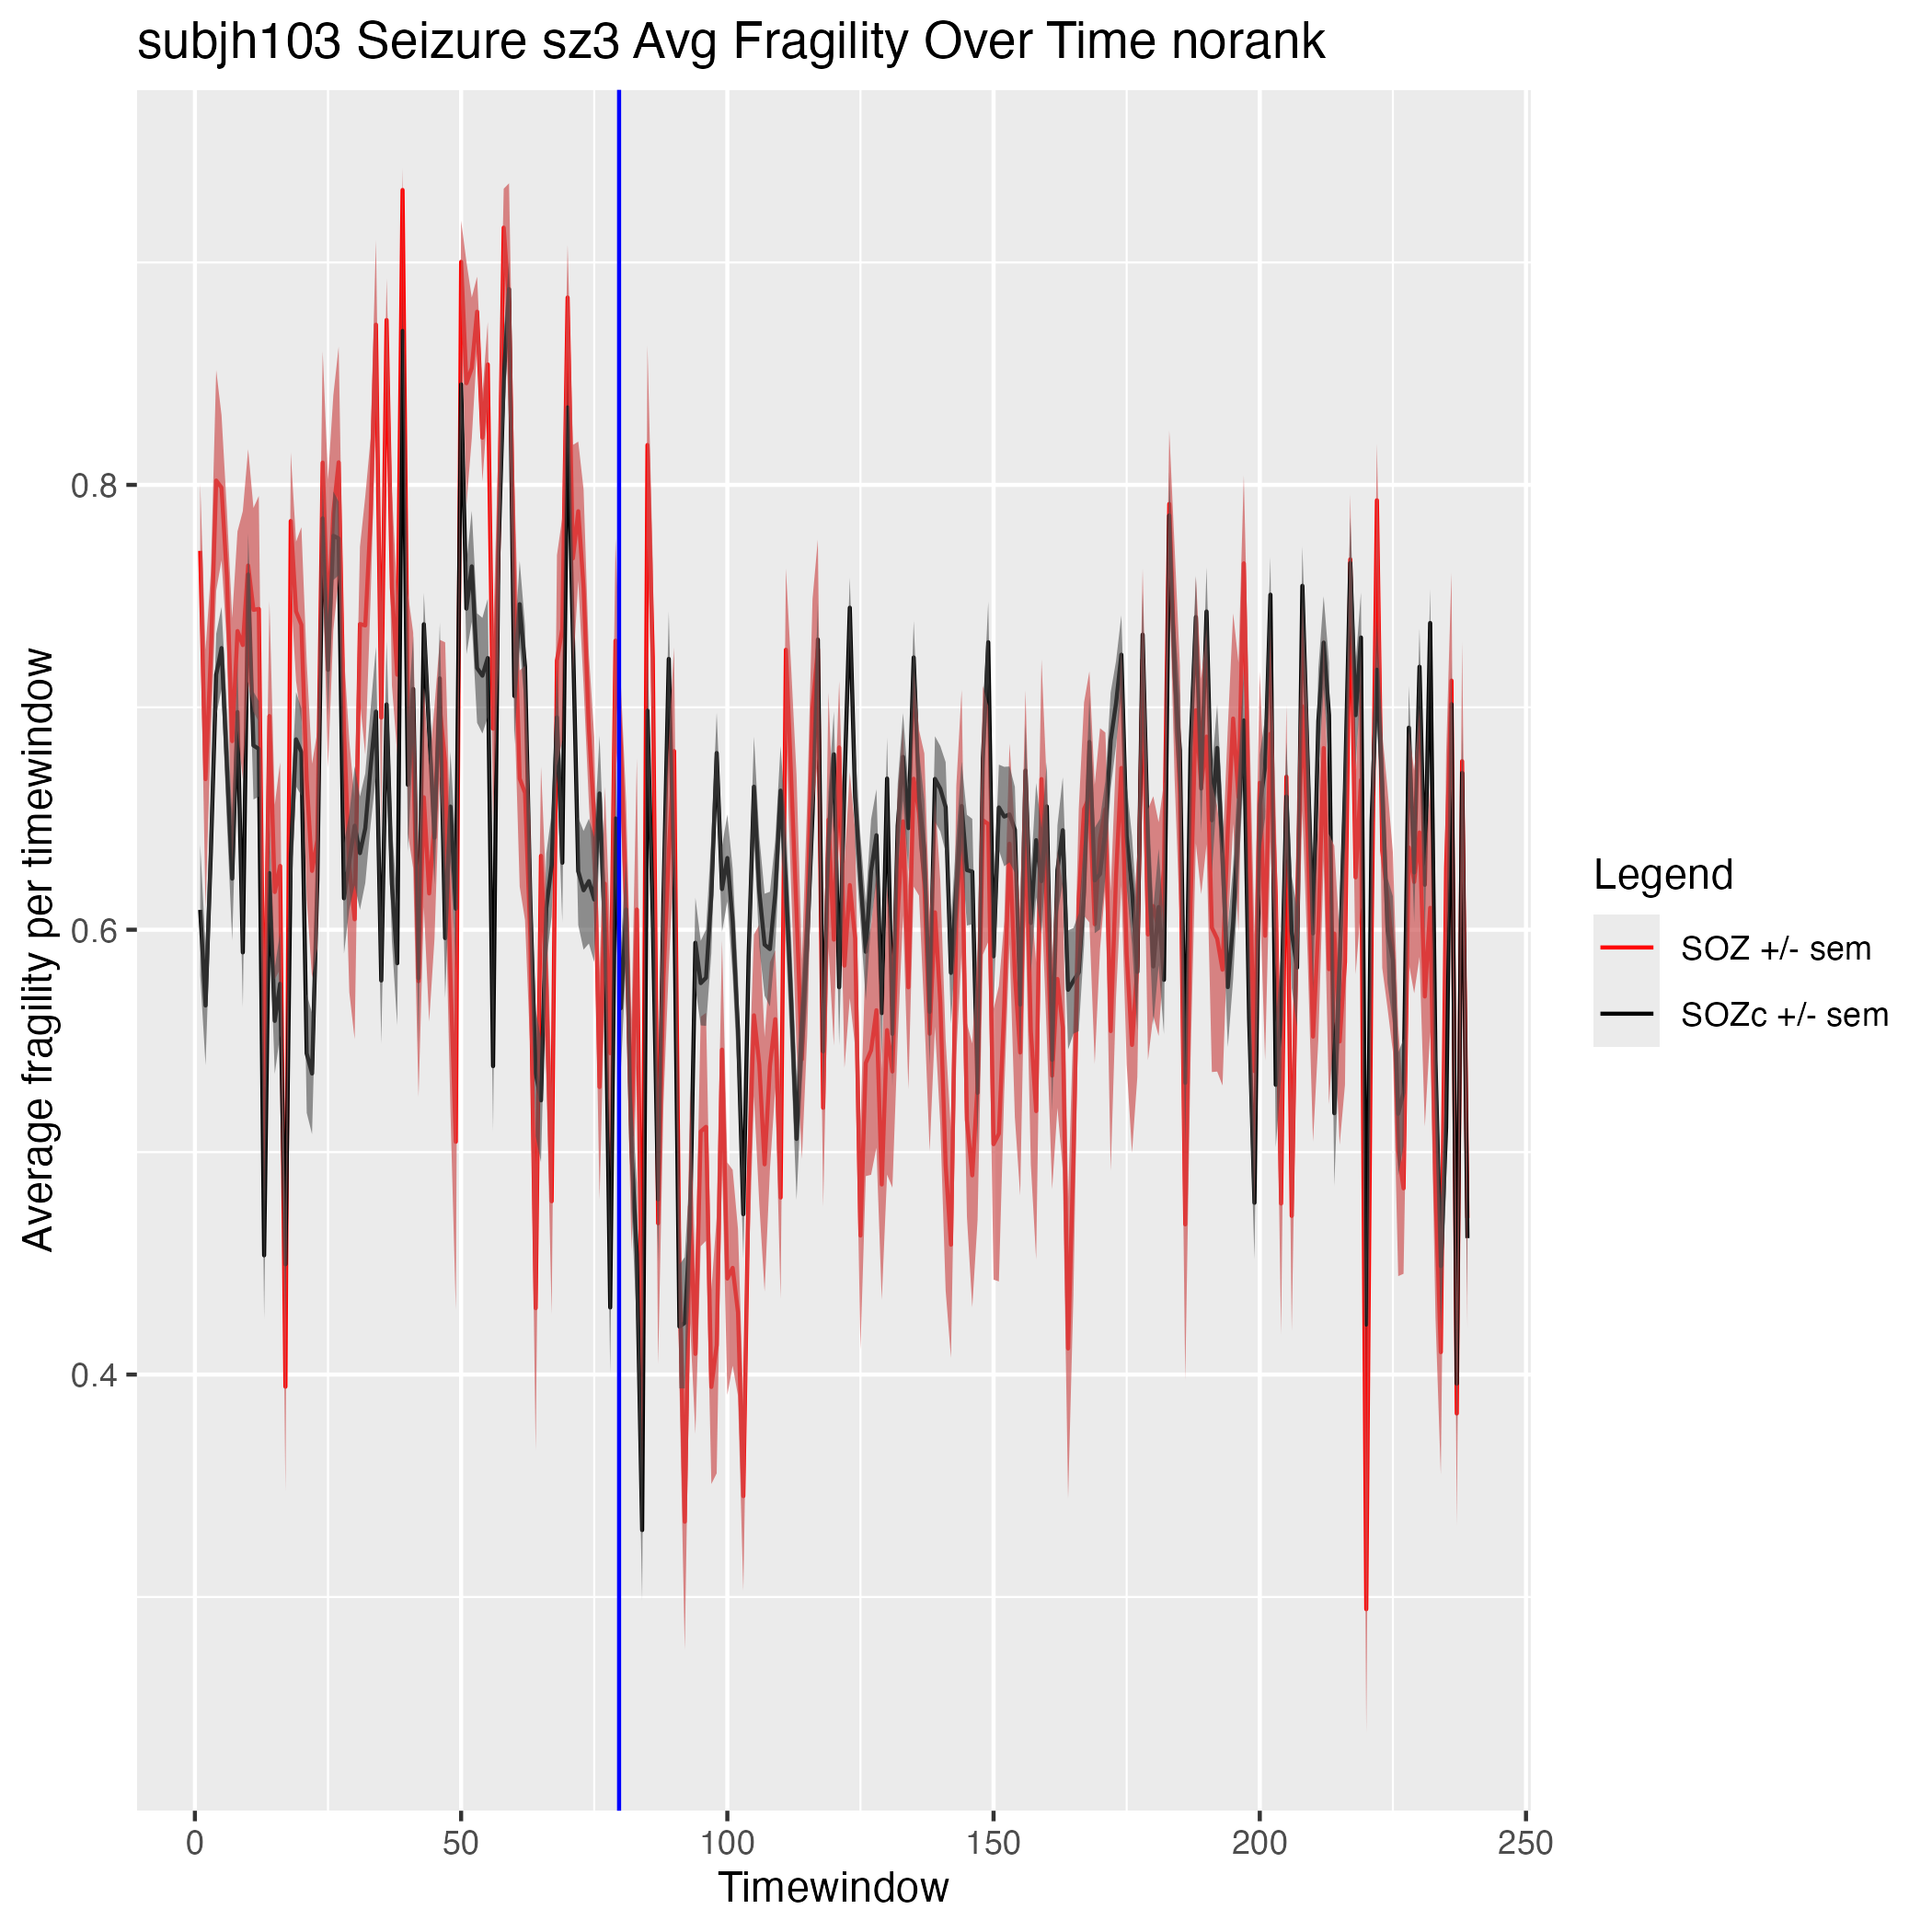 subjh103 Seizure sz3 Avg Fragility Over Time norank
Average fragility per timewindow
0.8
0.6
0.4
0
50
100
150
200
250
Timewindow
Legend
SOZ +/- sem
SOZc +/- sem